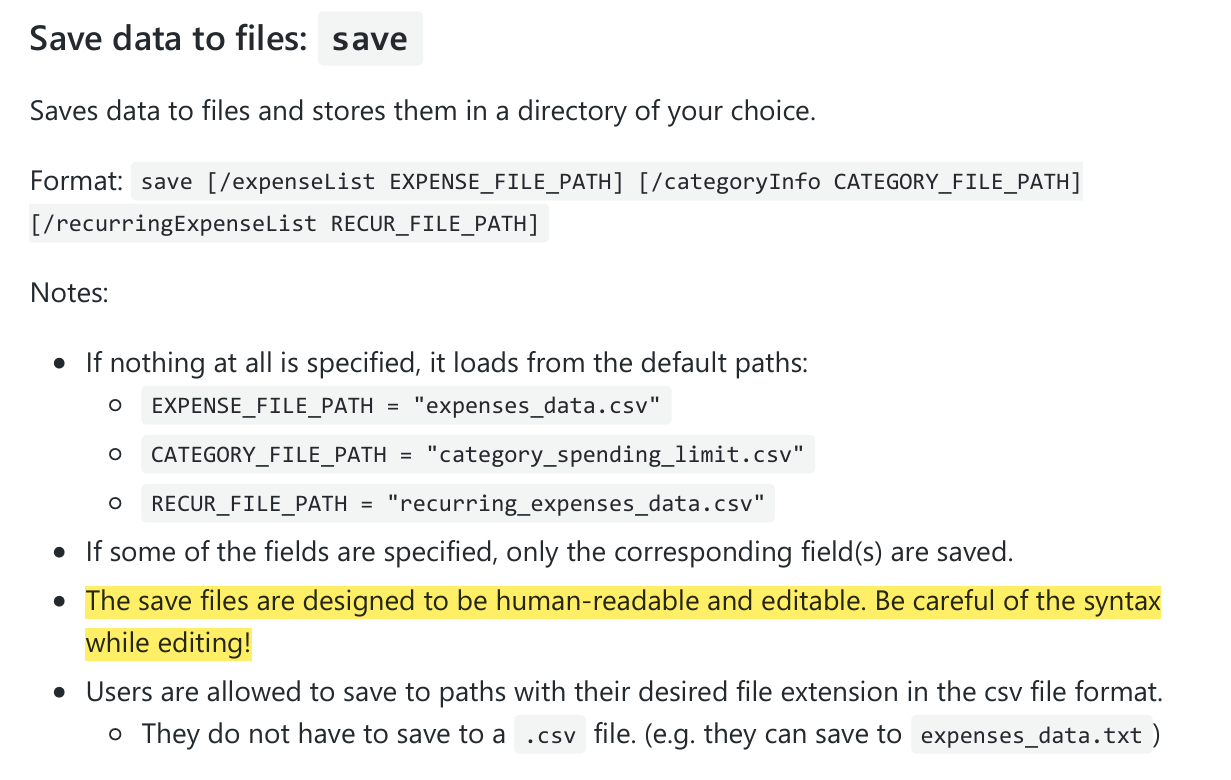 Save data to files: save
Saves data to files and stores them in a directory of your choice.
Format: save [/expenseList EXPENSE_FILE_PATH] [/categoryInfo CATEGORY_FILE_PATH]
[/recurringExpenseList RECUR_FILE_PATH]
Notes:
• If nothing at all is specified, it loads from the default paths:
○ EXPENSE_FILE_PATH = "expenses_data.csv"
○ CATEGORY_FILE_PATH = "category_spending_limit.csv"
○ RECUR_FILE_PATH = "recurring_expenses_data.csv"
• If some of the fields are specified, only the corresponding field(s) are saved.
• The save files are designed to be human-readable and editable. Be careful of the syntax
while editing!
• Users are allowed to save to paths with their desired file extension in the csv file format.
○ They do not have to save to a .csv file. (e.g. they can save to expenses_data.txt )